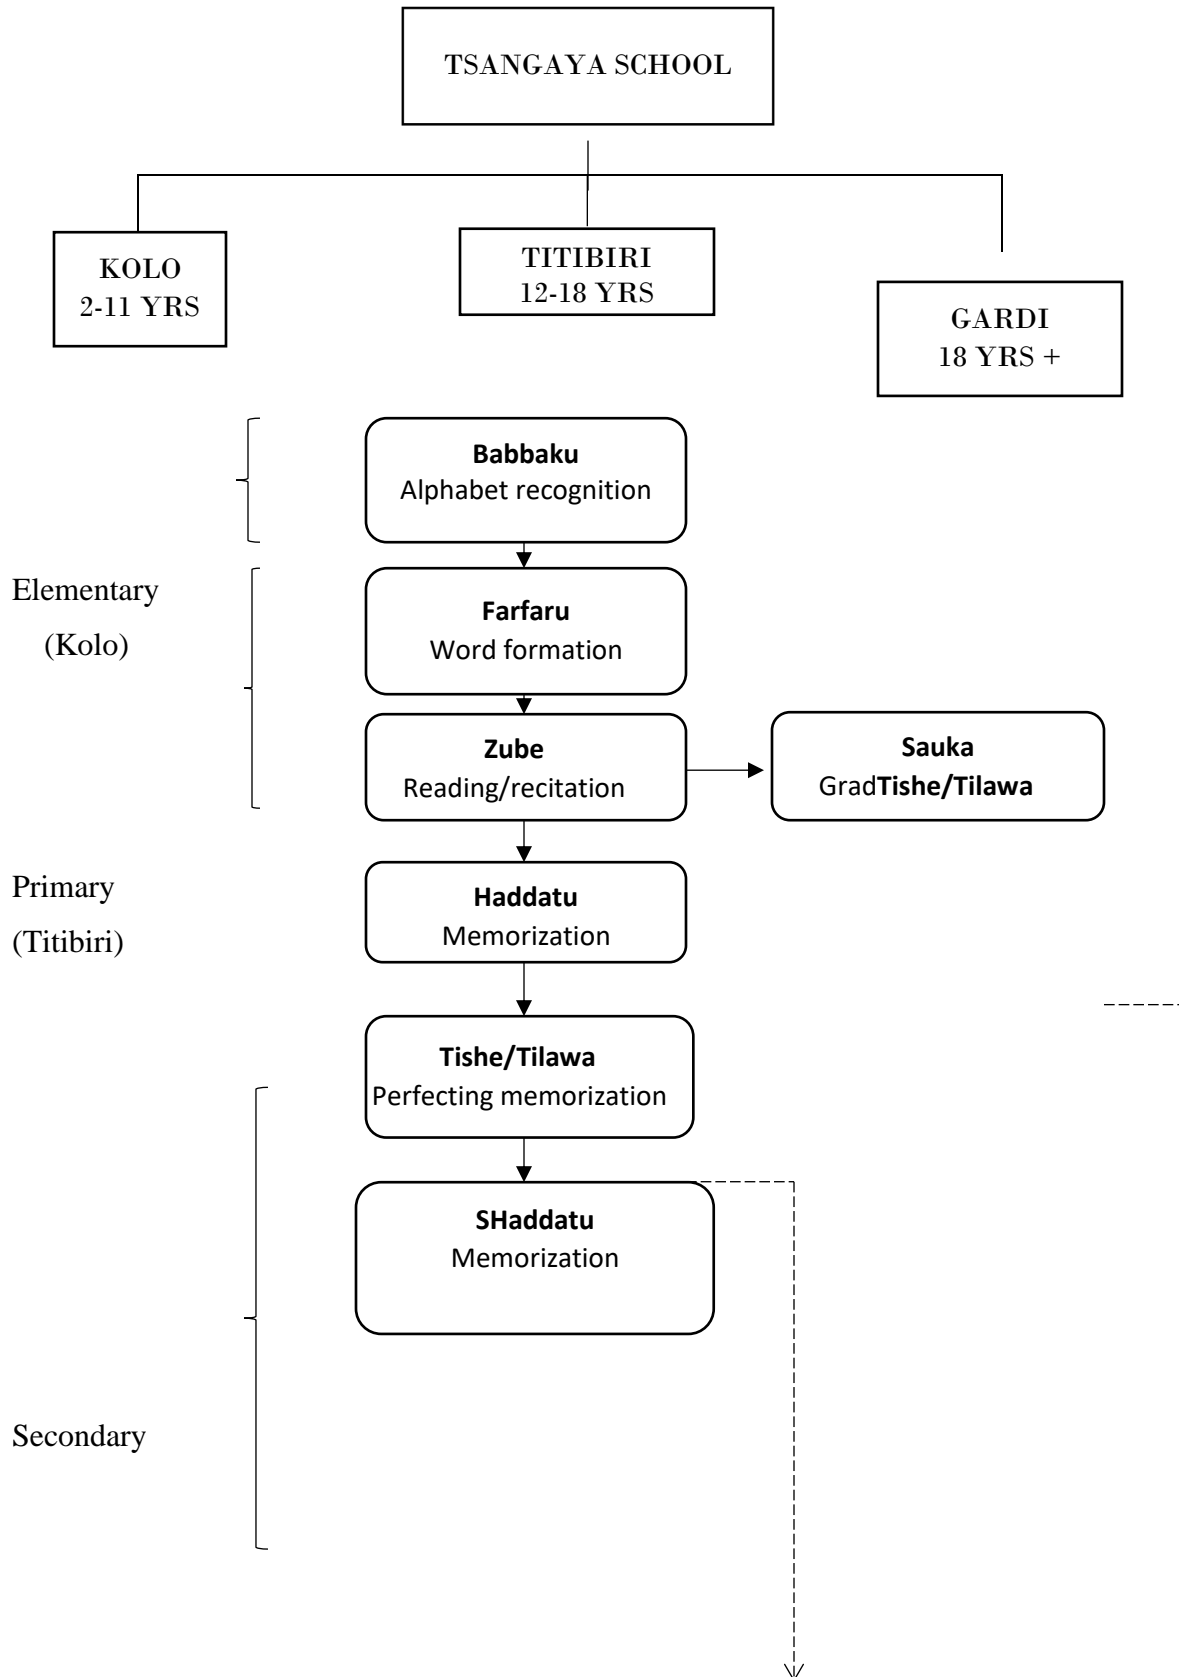 TSANGAYA SCHOOL
KOLO
2-11 YRS
TITIBIRI
12-18 YRS
GARDI
18 YRS +
Babbaku
Alphabet recognition
Elementary
(Kolo)
Farfaru
Word formation
Zube
Reading/recitation
Sauka
GradTishe/Tilawa
Primary
(Titibiri)
Haddatu
Memorization
Tishe/Tilawa
Perfecting memorization
SHaddatu
Memorization
Secondary